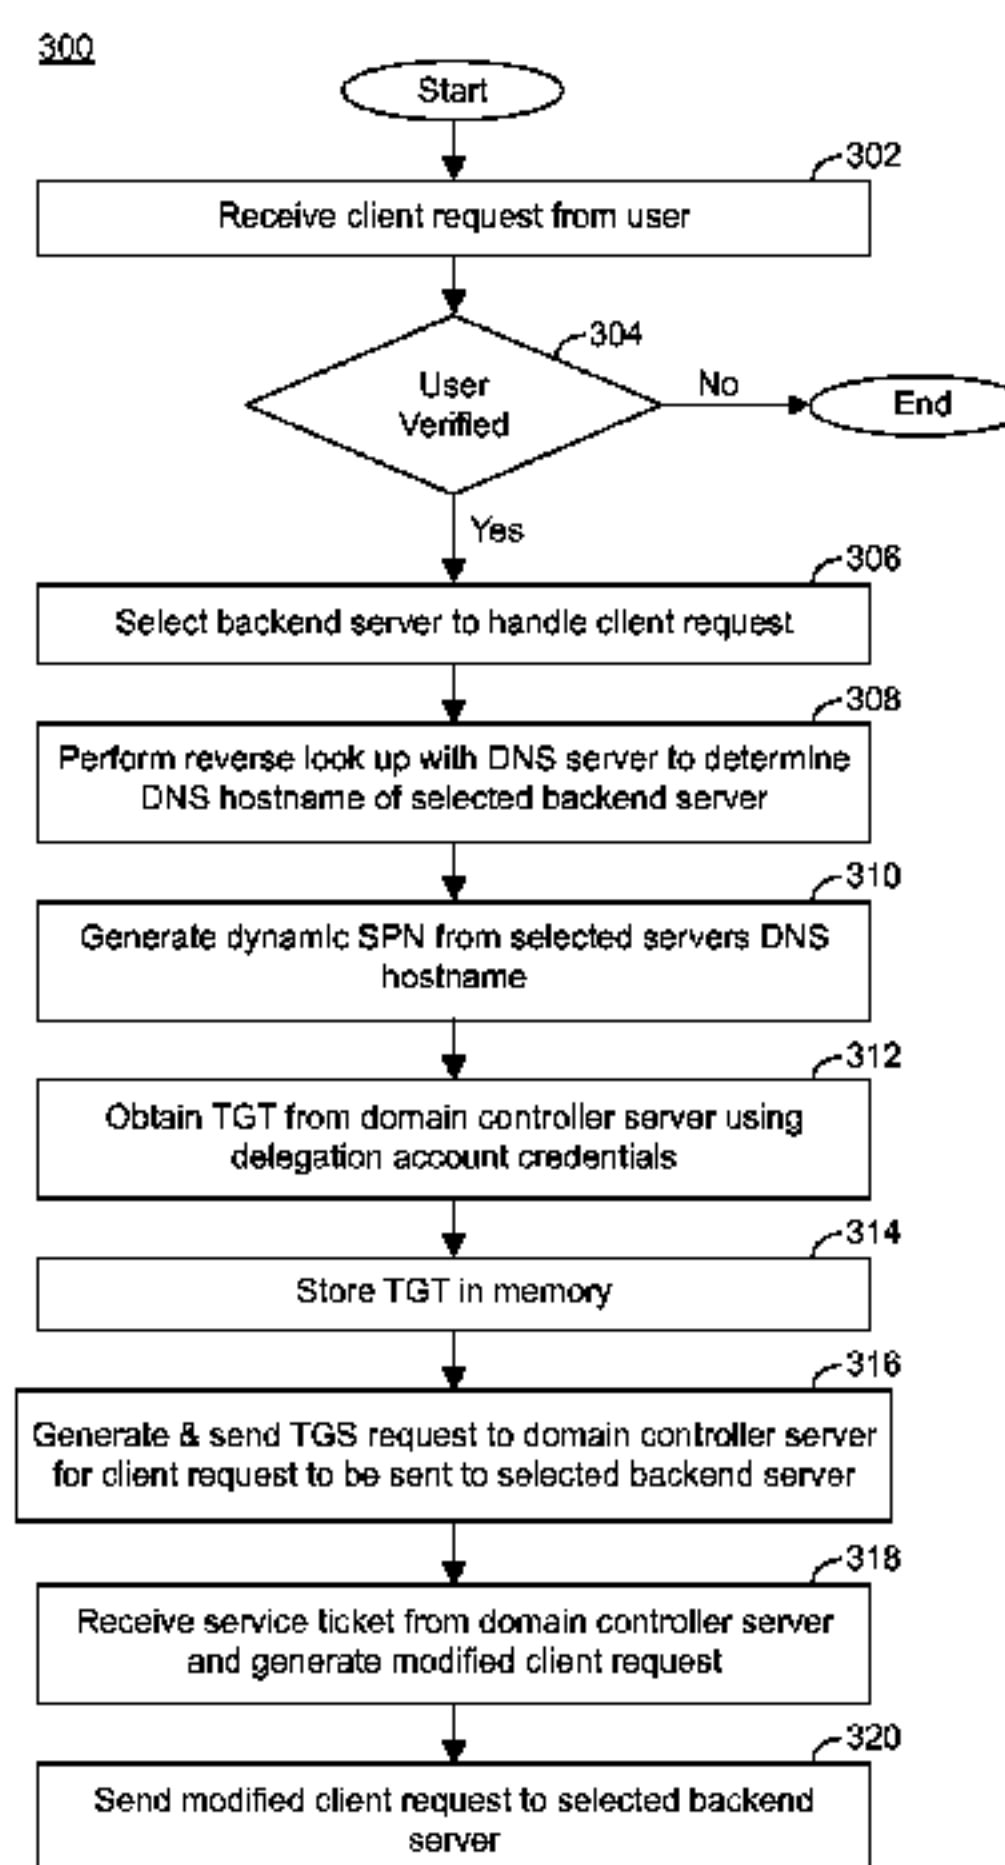 300
Start
302
Receive client request from user
304
User
Verified
No
End
Yes
306
Select backend server to handle client request
308
Perform reverse look up with DNS server to determine
DNS hostname of selected backend server
310
Generate dynamic SPN from selected servers DNS
hostname
312
Obtain TGT from domain controller server using
delegation account credentials
314
Store TGT in memory
316
Generate & send TGS request to domain controller server
for client request to be sent to selected backend server
318
Receive service ticket from domain controller server
and generate modified client request
320
Send modified client request to selected backend
server